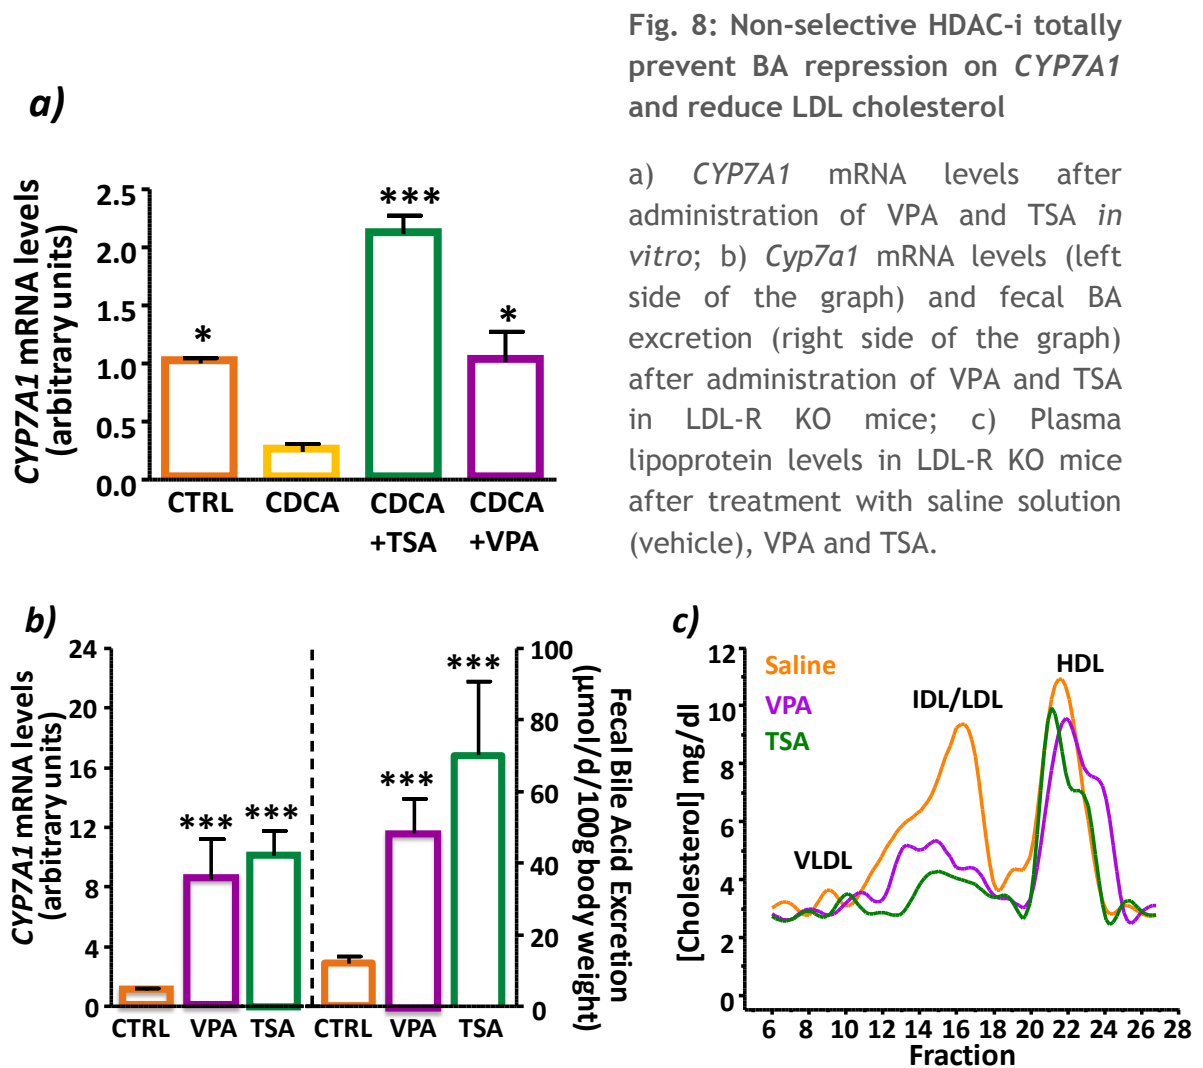 Fig. 8: Non-selective HDAC-i totally
prevent BA repression on CYP7A1
and reduce LDL cholesterol
a) CYP7A1 mRNA levels after
administration of VPA and TSA in
vitro; b) Cyp7a1 mRNA levels (left
side of the graph) and fecal BA
excretion (right side of the graph)
after administration of VPA and TSA
in LDL-R KO mice; c) Plasma
lipoprotein levels in LDL-R KO mice
after treatment with saline solution
(vehicle), VPA and TSA.
a)
CYP7A1 mRNA levels
(arbitrary units)
2.5
2.0
1.5
1.0
0.5
0.0
*
***
*
CTRL
CDCA
CDCA
+TSA
CDCA
+VPA
b)
CYP7A1 mRNA levels
(arbitrary units)
24
20
16
12
8
4
0
***
***
***
***
CTRL
VPA
TSA
CTRL
VPA
TSA
100
80
60
40
20
0
Fecal Bile Acid Excretion
(µmol/d/100g body weight)
c)
[Cholesterol] mg/dl
12
10
8
6
4
2
0
Saline
VPA
TSA
VLDL
IDL/LDL
HDL
6 8 10 12 14 16 18 20 22 24 26 28
Fraction